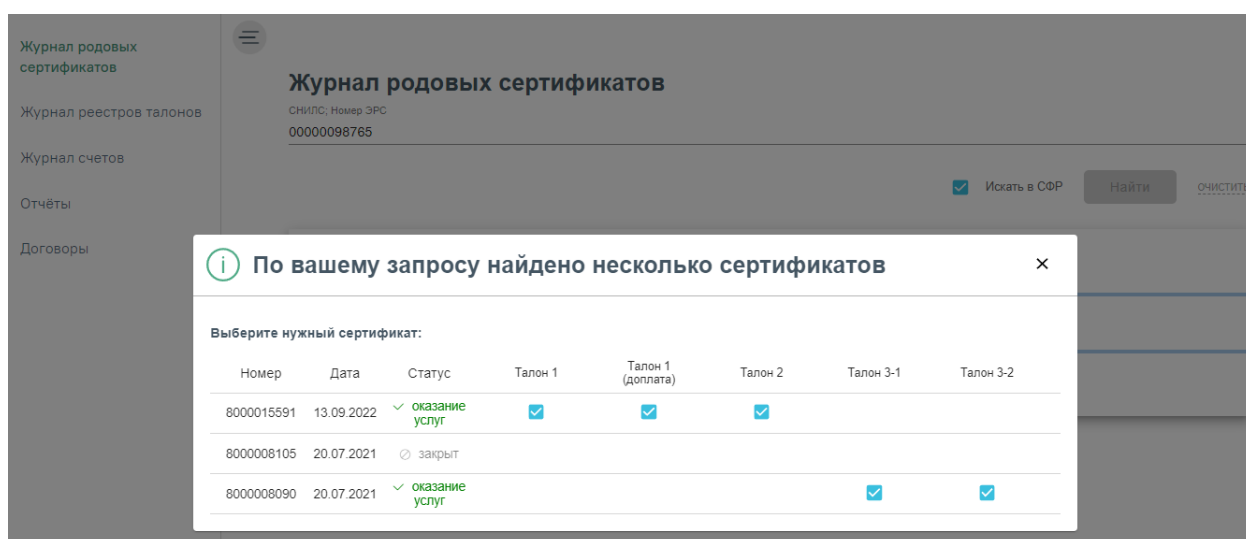 Журнал родовых
сертификатов
Журнал реестров талонов
Журнал счетов
Отчёты
Договоры
Журнал родовых сертификатов
СНИЛС; Номер ЭРС
00000098765
Искать в СФР
Найти
очистить
По вашему запросу найдено несколько сертификатов
Выберите нужный сертификат:
Номер Дата Статус Талон 1 Талон 1 (доплата) Талон 2 Талон 3-1 Талон 3-2
8000015591 13.09.2022 оказание услуг
8000008105 20.07.2021 закрыт
8000008090 20.07.2021 оказание услуг